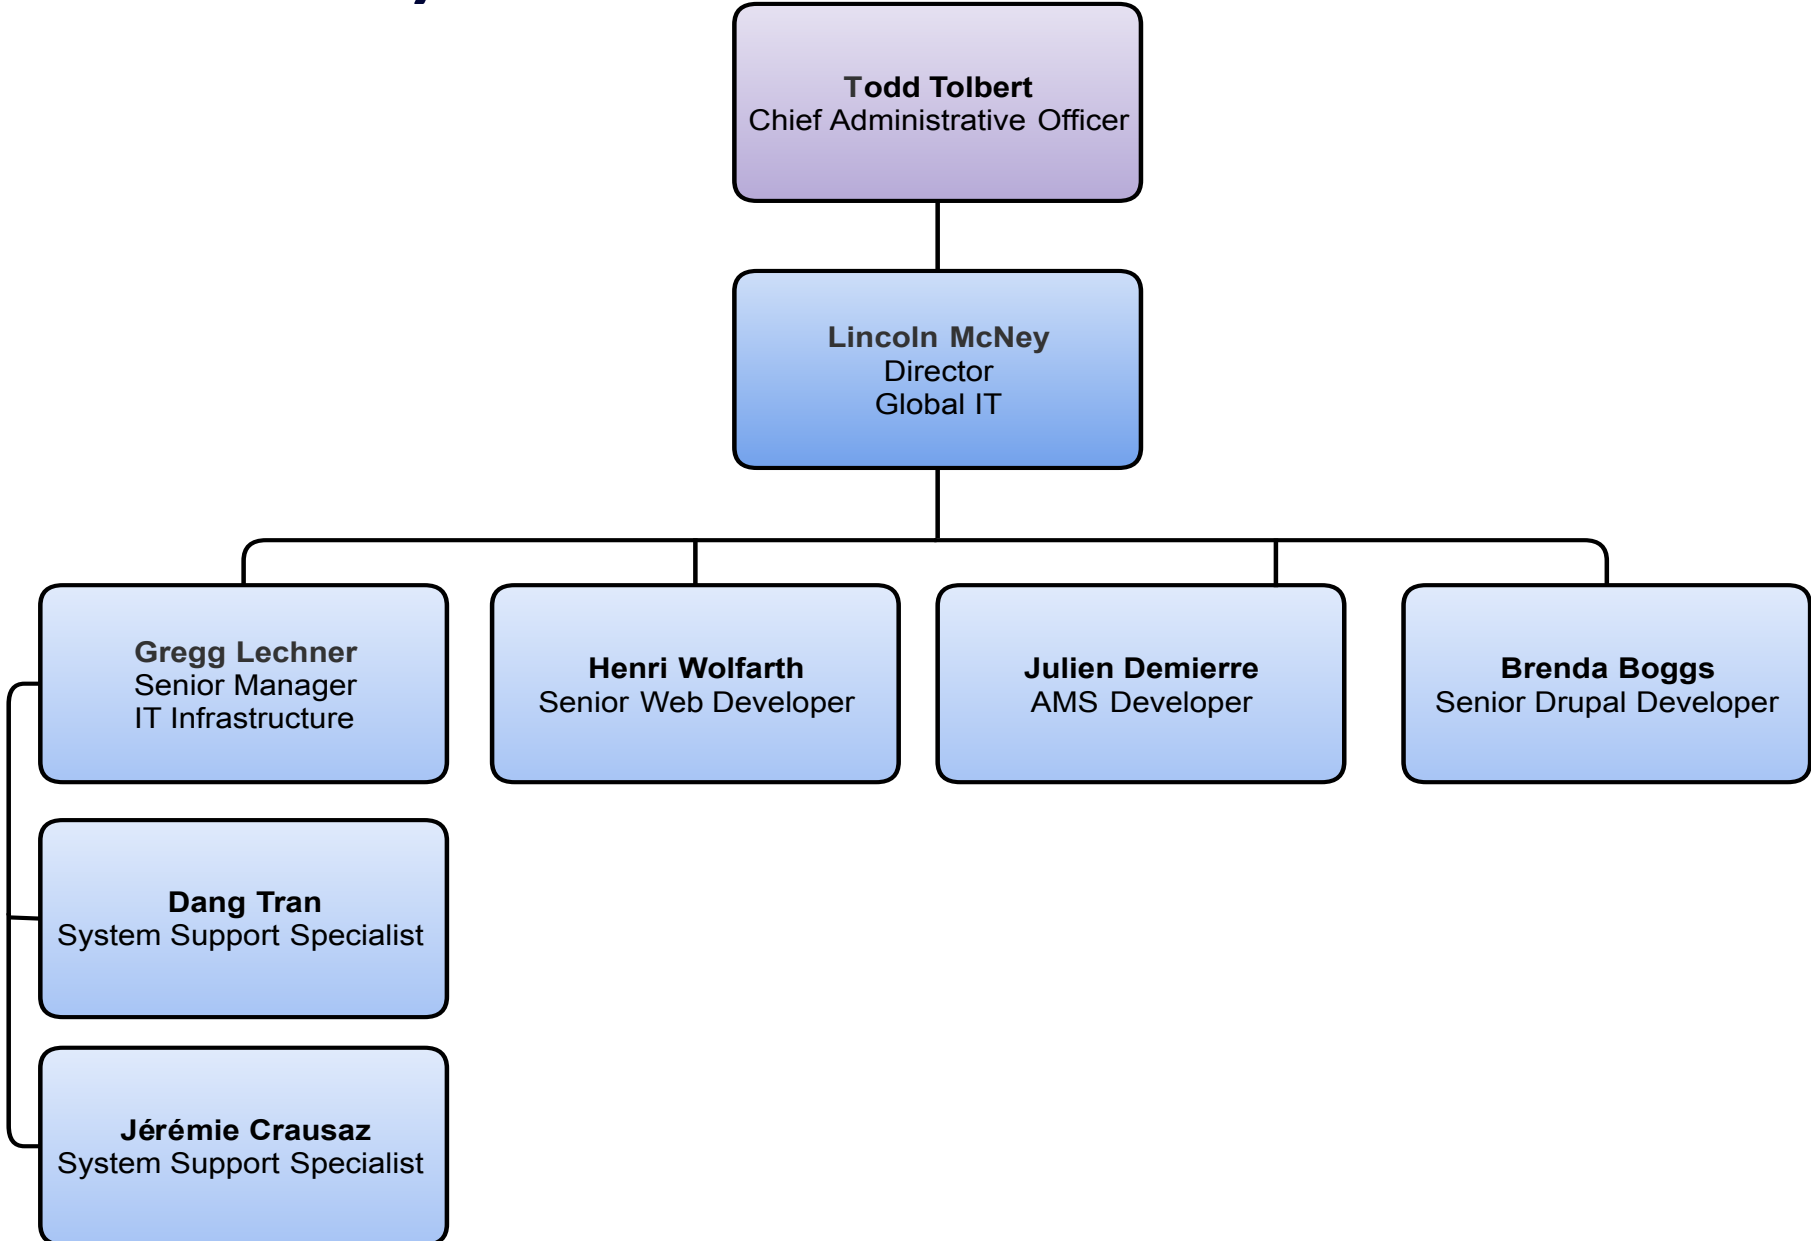 Todd Tolbert
Chief Administrative Officer
Lincoln McNey
Director
Global IT
Gregg Lechner
Senior Manager
IT Infrastructure
Henri Wolfarth
Senior Web Developer
Julien Demierre
AMS Developer
Brenda Boggs
Senior Drupal Developer
Dang Tran
System Support Specialist
Jérémie Crausaz
System Support Specialist